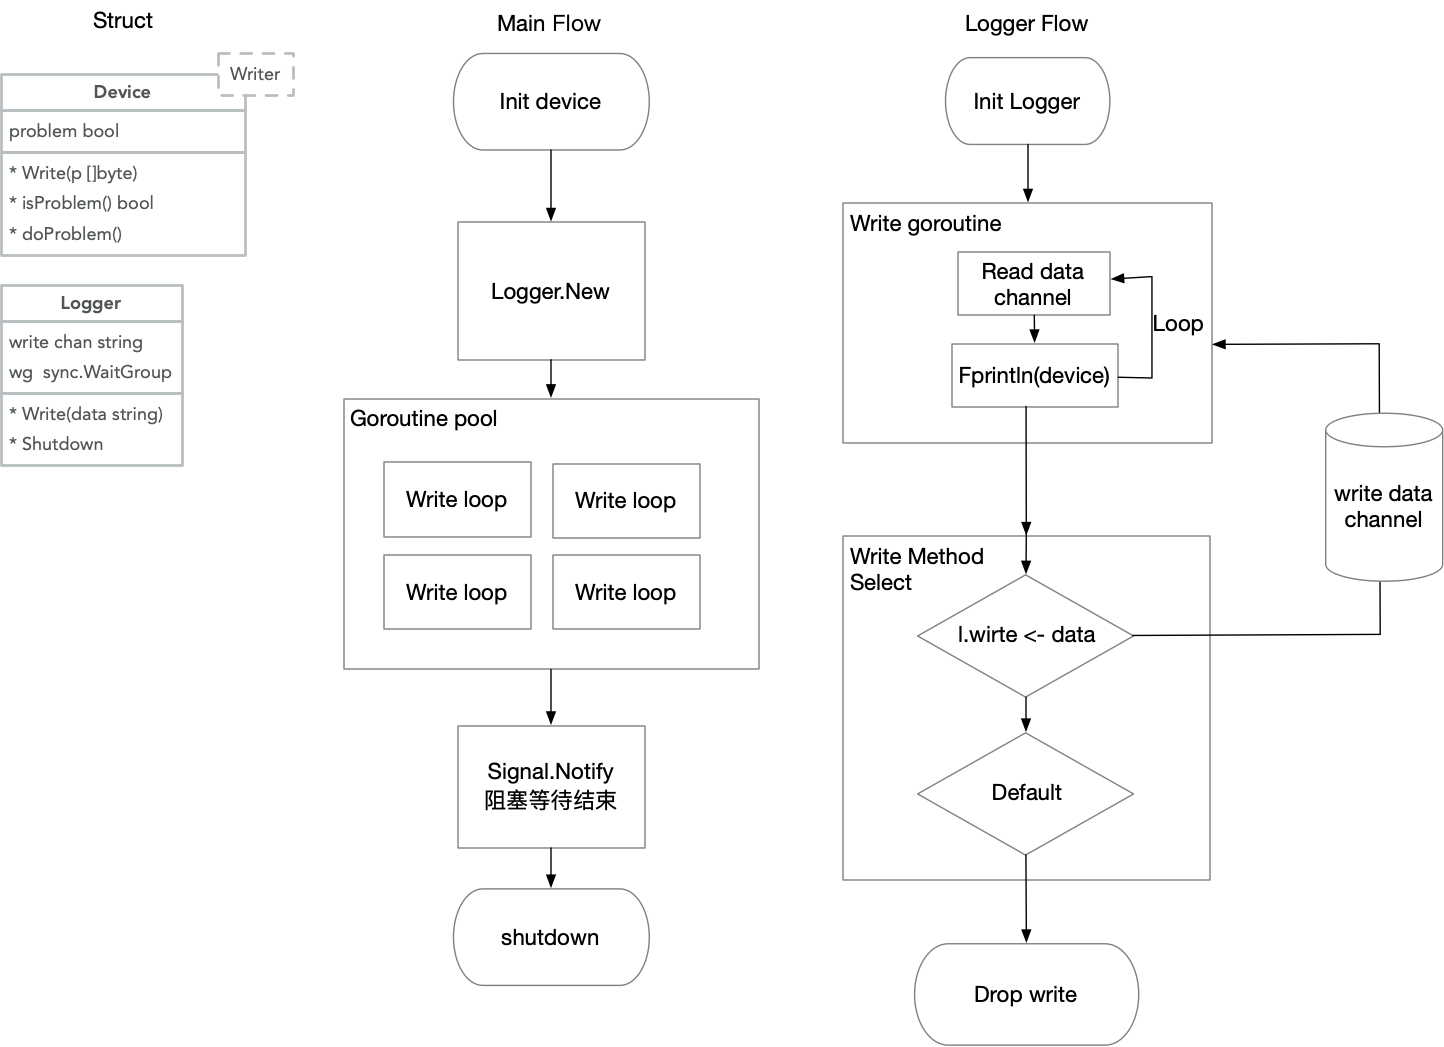 Struct
Writer
Device
problem bool
* Write(p []byte)
* isProblem() bool
* doProblem()
Logger
write chan string
wg sync.WaitGroup
* Write(data string)
* Shutdown
Main Flow
Init device
Logger.New
Goroutine pool
Write loop
Write loop
Write loop
Write loop
Signal.Notify
阻塞等待结束
shutdown
Logger Flow
Init Logger
Write goroutine
Read data
channel
Loop
Fprintln(device)
write data
channel
Write Method
Select
l.wirte <- data
Default
Drop write